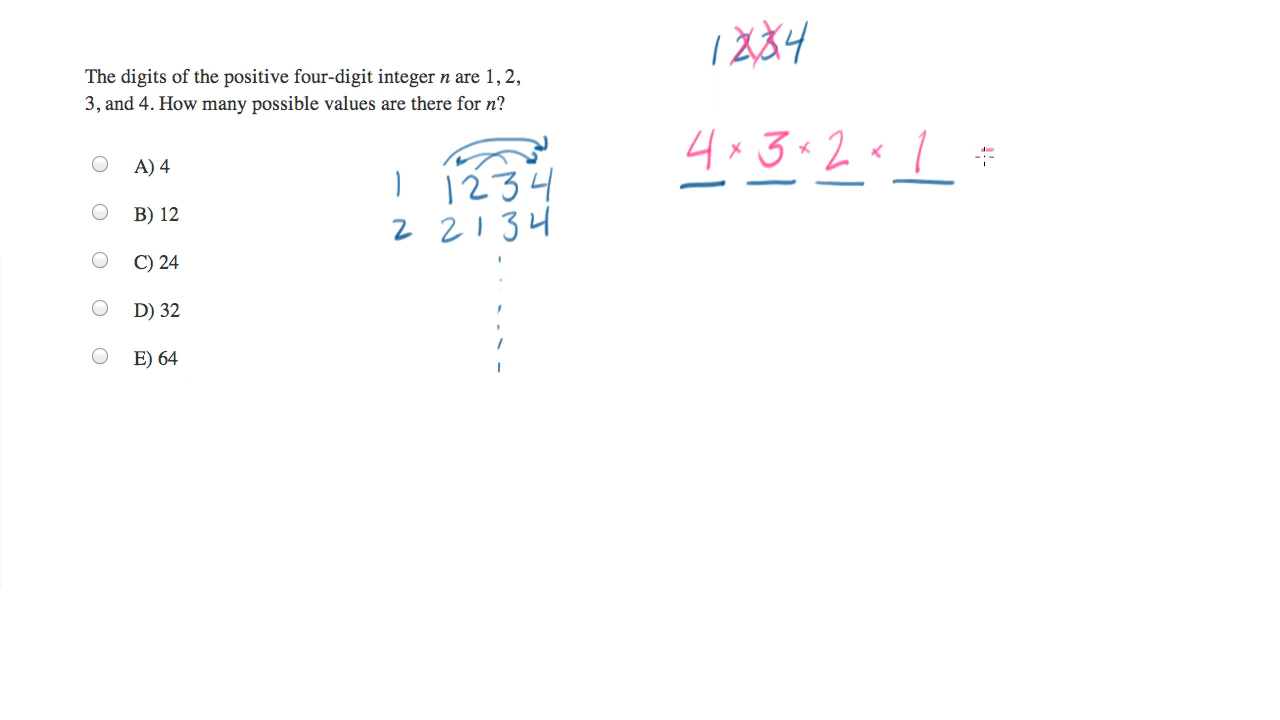 The digits of the positive four-digit integer n are 1, 2,
3, and 4. How many possible values are there for n?
A) 4
B) 12
C) 24
D) 32
E) 64
1 1234
2 2134
1234
4 × 3 × 2 × 1